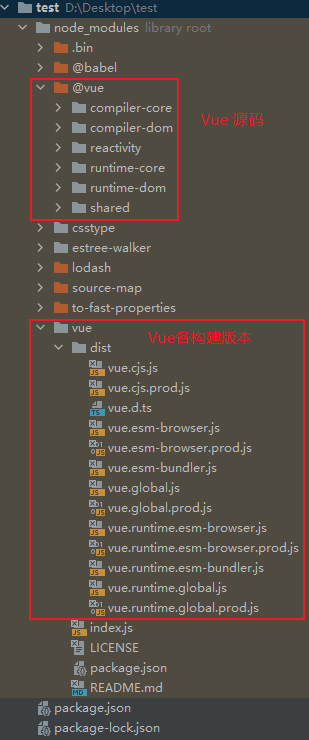 test D:\Desktop\test
node_modules library root
.bin
@babel
@vue
compiler-core
Vue 源码
compiler-dom
reactivity
runtime-core
runtime-dom
shared
csstype
estree-walker
lodash
source-map
to-fast-properties
vue
Vue各构建版本
dist
vue.cjs.js
vue.cjs.prod.js
vue.d.ts
vue.esm-browser.js
vue.esm-browser.prod.js
vue.esm-bundler.js
vue.global.js
vue.global.prod.js
vue.runtime.esm-browser.js
vue.runtime.esm-browser.prod.js
vue.runtime.esm-bundler.js
vue.runtime.global.js
vue.runtime.global.prod.js
index.js
LICENSE
package.json
README.md
package.json
package-lock.json